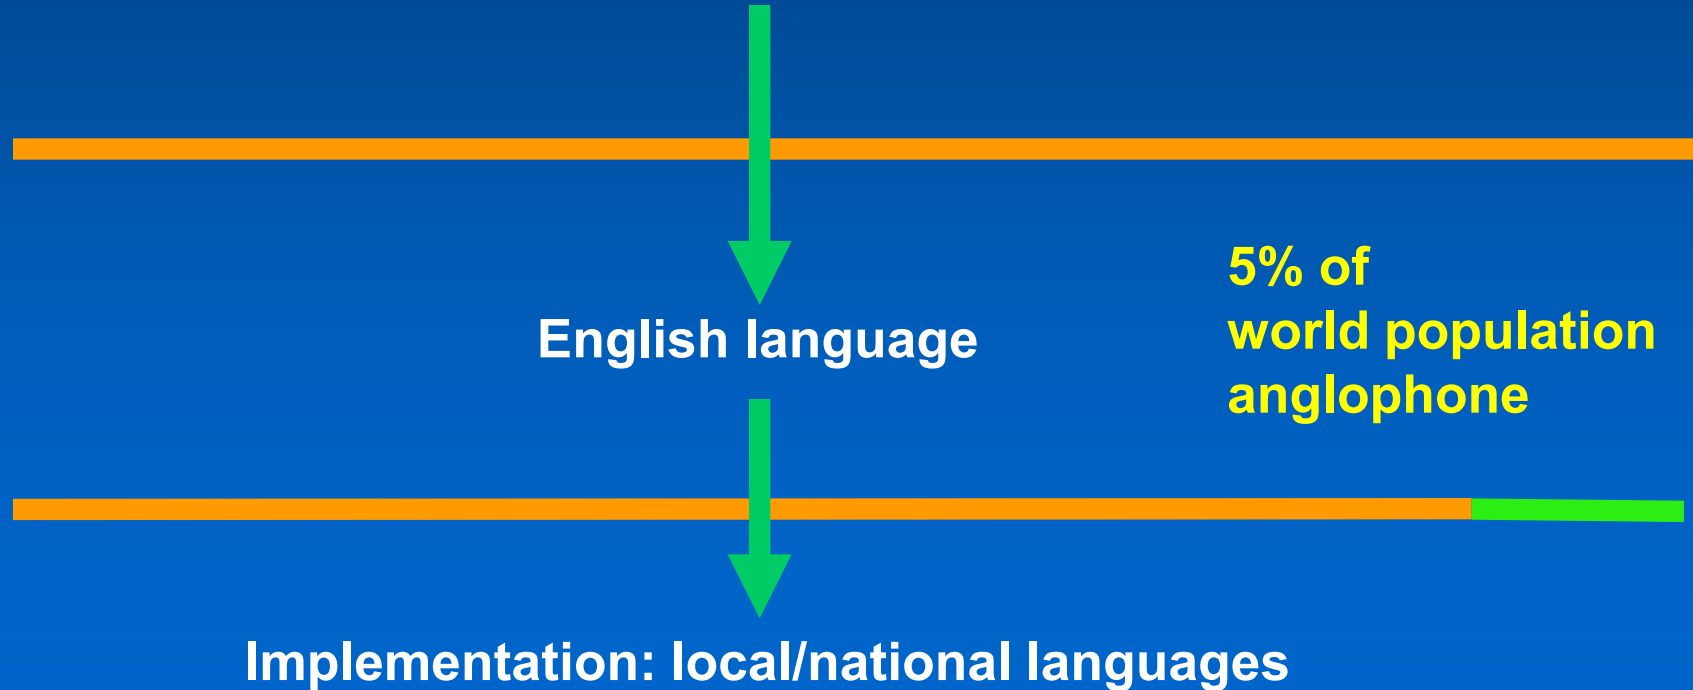 5% of
world population
anglophone
English language
Implementation: local/national languages